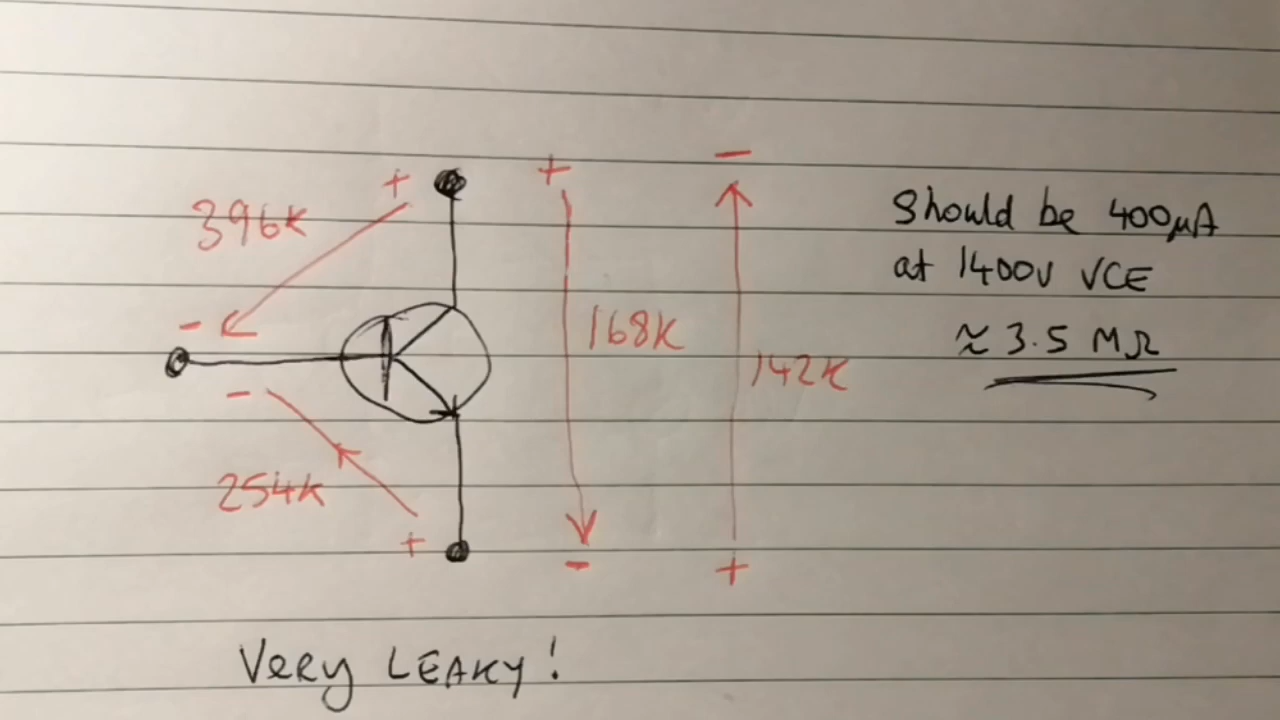 + + −
396K
Should be 400µA
at 1400V VCE
− 168K ≈ 3.5 MΩ
142K
−
254K
+ − +
Very LEAKY!